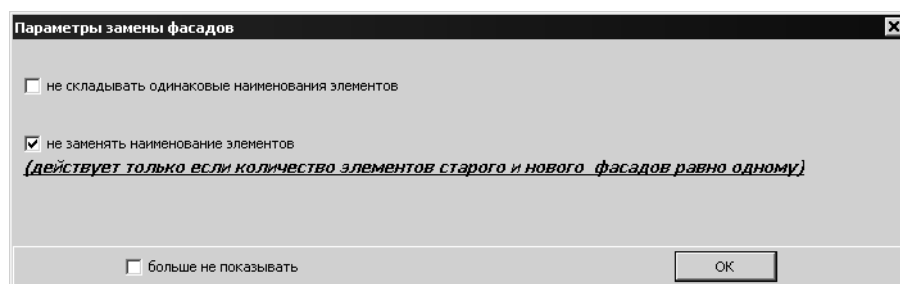 Параметры замены фасадов
не складывать одинаковые наименования элементов
не заменять наименование элементов
(действует только если количество элементов старого и нового фасадов равно одному)
больше не показывать
ОК